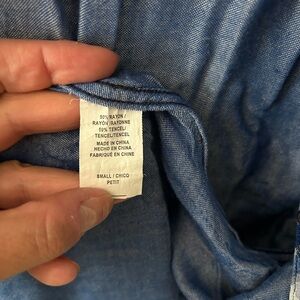 50% RAYON /
RAYON/RAYONNE
50% TENCEL/
TENCEL/TENCEL
MADE IN CHINA
HECHO EN CHINA
FABRIQUE EN CHINE
SMALL / CHICO
PETIT